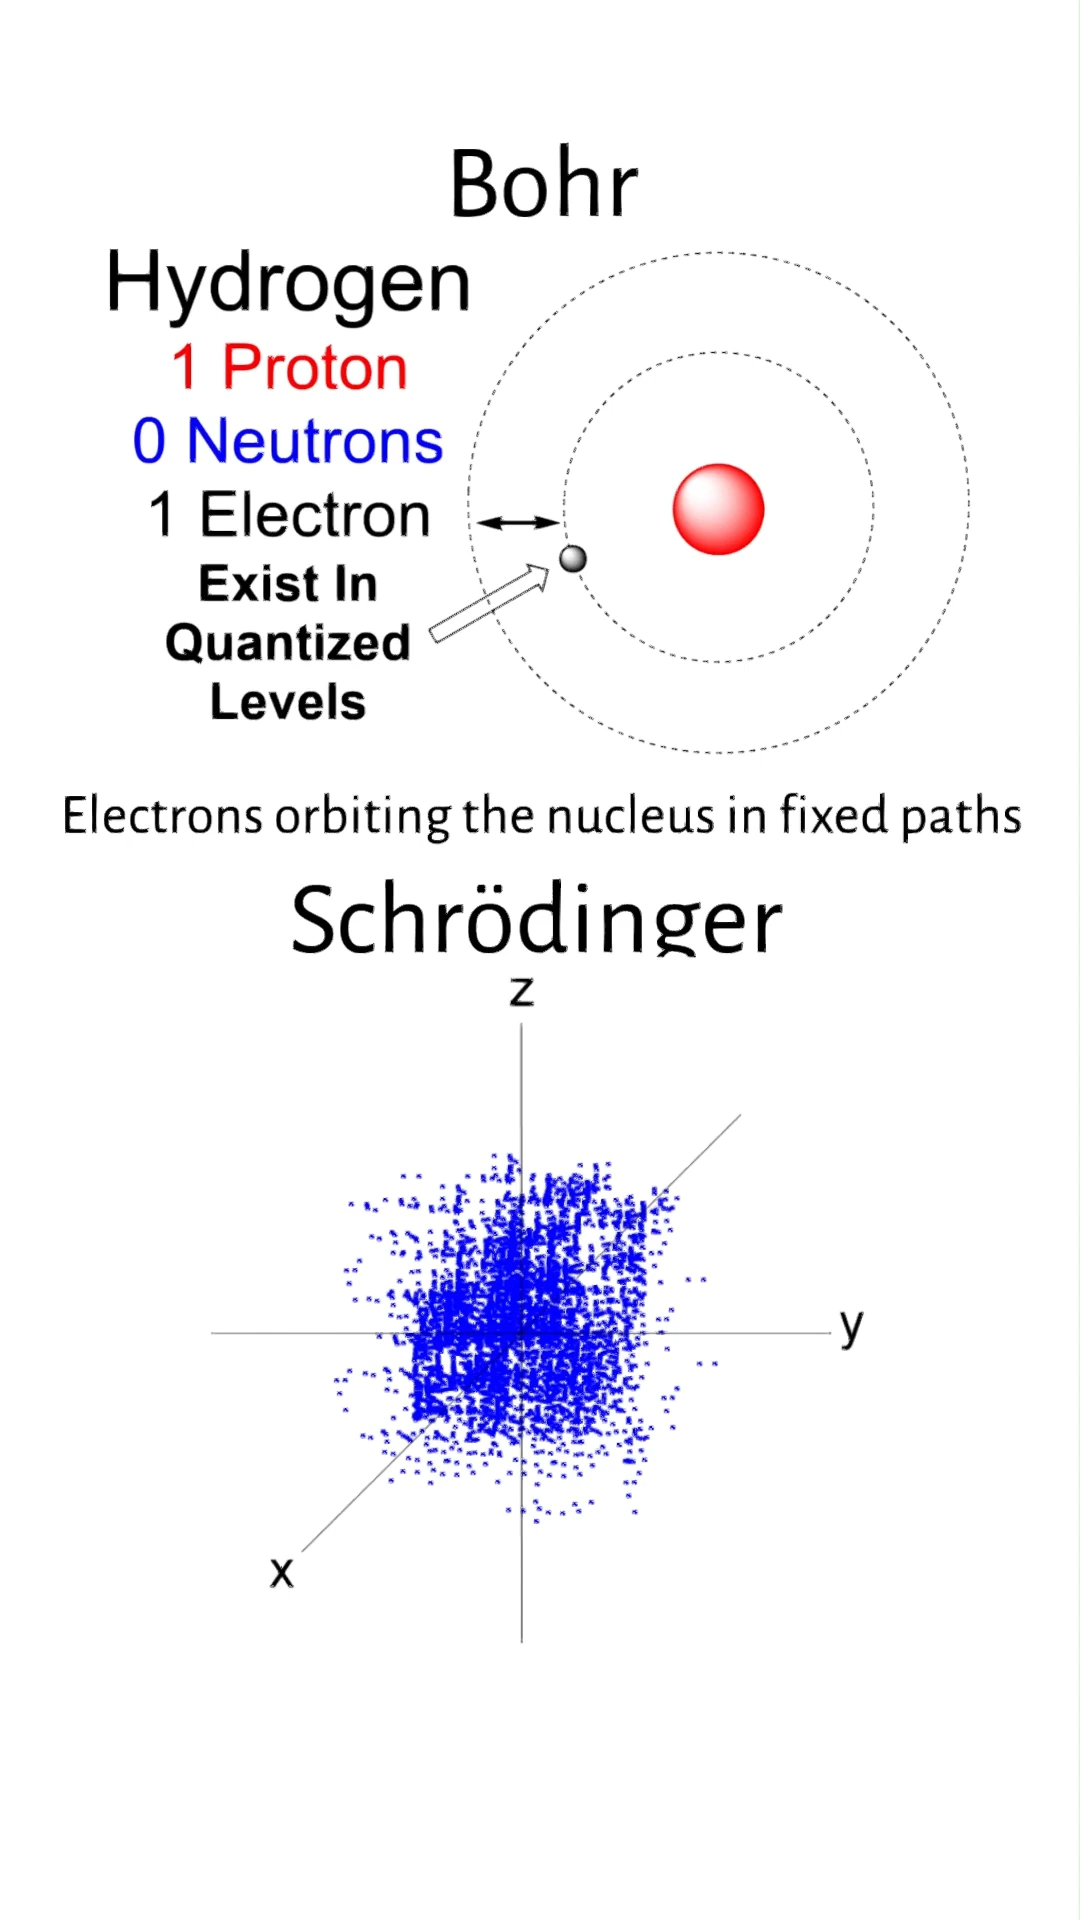 Bohr
Hydrogen
1 Proton
0 Neutrons
1 Electron
Exist In
Quantized
Levels
Electrons orbiting the nucleus in fixed paths
Schrödinger
z
y
x